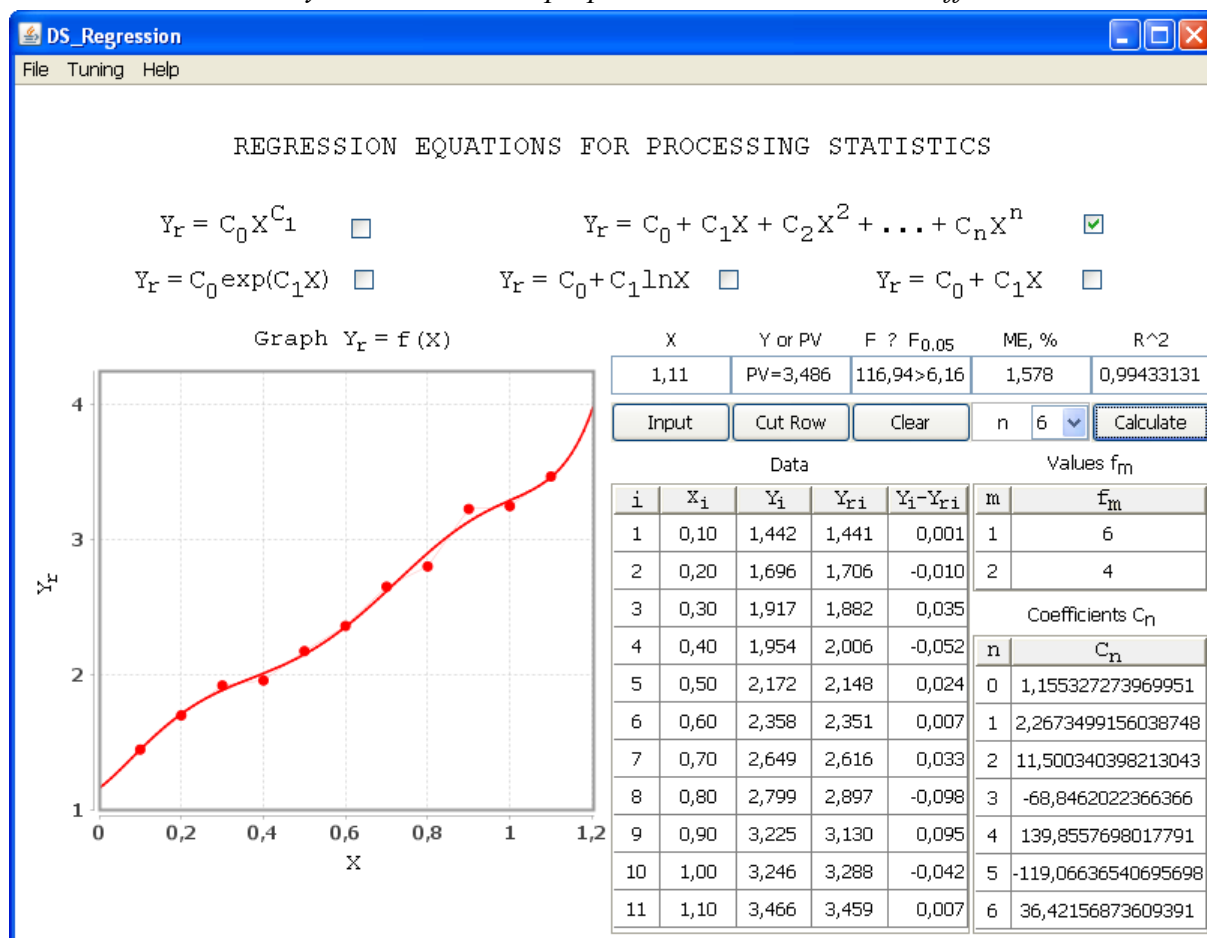 DS_Regression
File Tuning Help
REGRESSION EQUATIONS FOR PROCESSING STATISTICS
Yr = C0XC1
Yr = C0 + C1X + C2X2 + ... + CnXn
Yr = C0exp(C1X)
Yr = C0 + C1lnX
Yr = C0 + C1X
Graph Yr = f(X)
X Y or PV F ? F0.05 ME, % R^2
1,11 PV=3,486 116,94>6,16 1,578 0,99433131
Input Cut Row Clear n 6 Calculate
Data Values fm
i Xi Yi Yri Yi-Yri m fm
1 0,10 1,442 1,441 0,001 1 6
2 0,20 1,696 1,706 -0,010 2 4
3 0,30 1,917 1,882 0,035 Coefficients Cn
4 0,40 1,954 2,006 -0,052 n Cn
5 0,50 2,172 2,148 0,024 0 1,155327273969951
6 0,60 2,358 2,351 0,007 1 2,2673499156038748
7 0,70 2,649 2,616 0,033 2 11,500340398213043
8 0,80 2,799 2,897 -0,098 3 -68,8462022366366
9 0,90 3,225 3,130 0,095 4 139,8557698017791
10 1,00 3,246 3,288 -0,042 5 -119,06636540695698
11 1,10 3,466 3,459 0,007 6 36,42156873609391
4
3
2
1
Yr
0 0,2 0,4 0,6 0,8 1 1,2
X